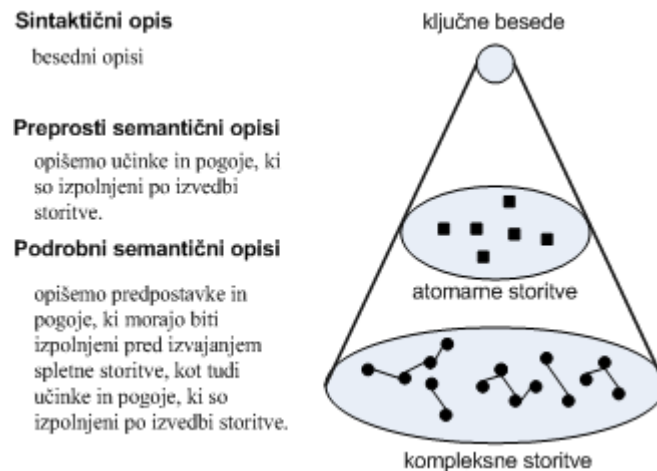 Sintaktični opis
besedni opisi
Preprosti semantični opisi
opišemo učinke in pogoje, ki
so izpolnjeni po izvedbi
storitve.
Podrobni semantični opisi
opišemo predpostavke in
pogoje, ki morajo biti
izpolnjeni pred izvajanjem
spletne storitve, kot tudi
učinke in pogoje, ki so
izpolnjeni po izvedbi storitve.
ključne besede
atomarne storitve
kompleksne storitve